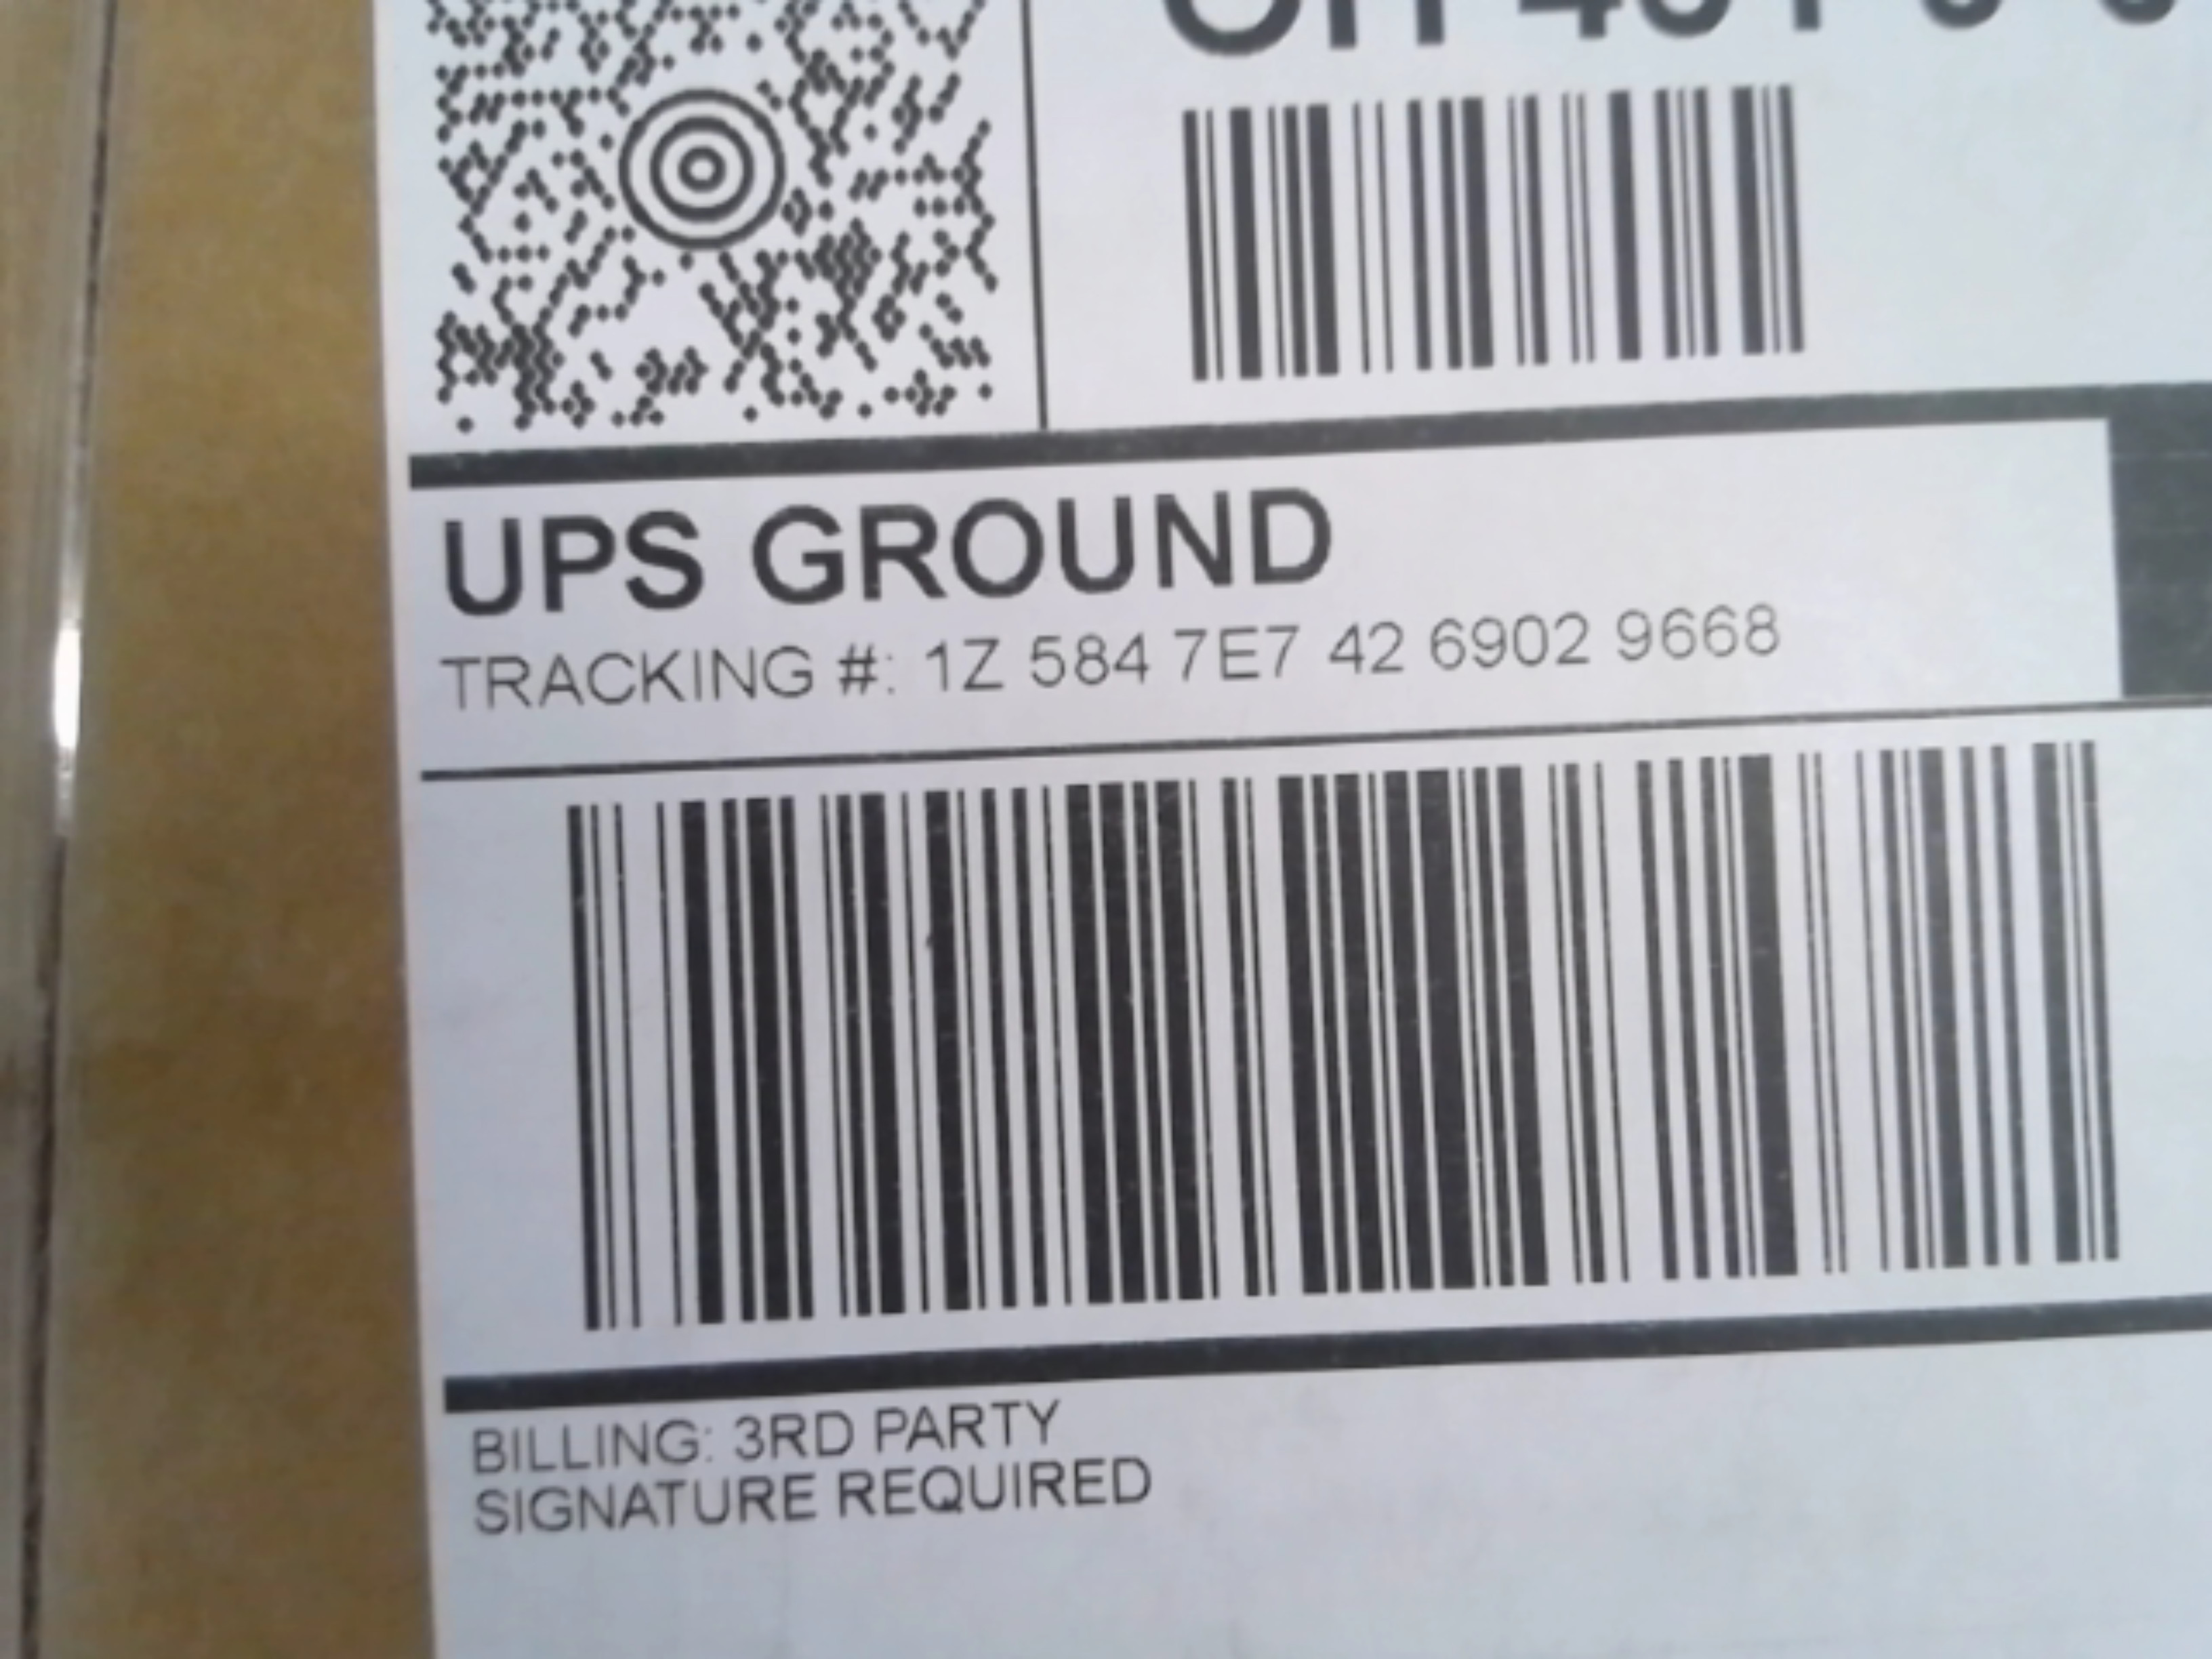 UPS GROUND
TRACKING #: 1Z 584 7E7 42 6902 9668
BILLING: 3RD PARTY
SIGNATURE REQUIRED